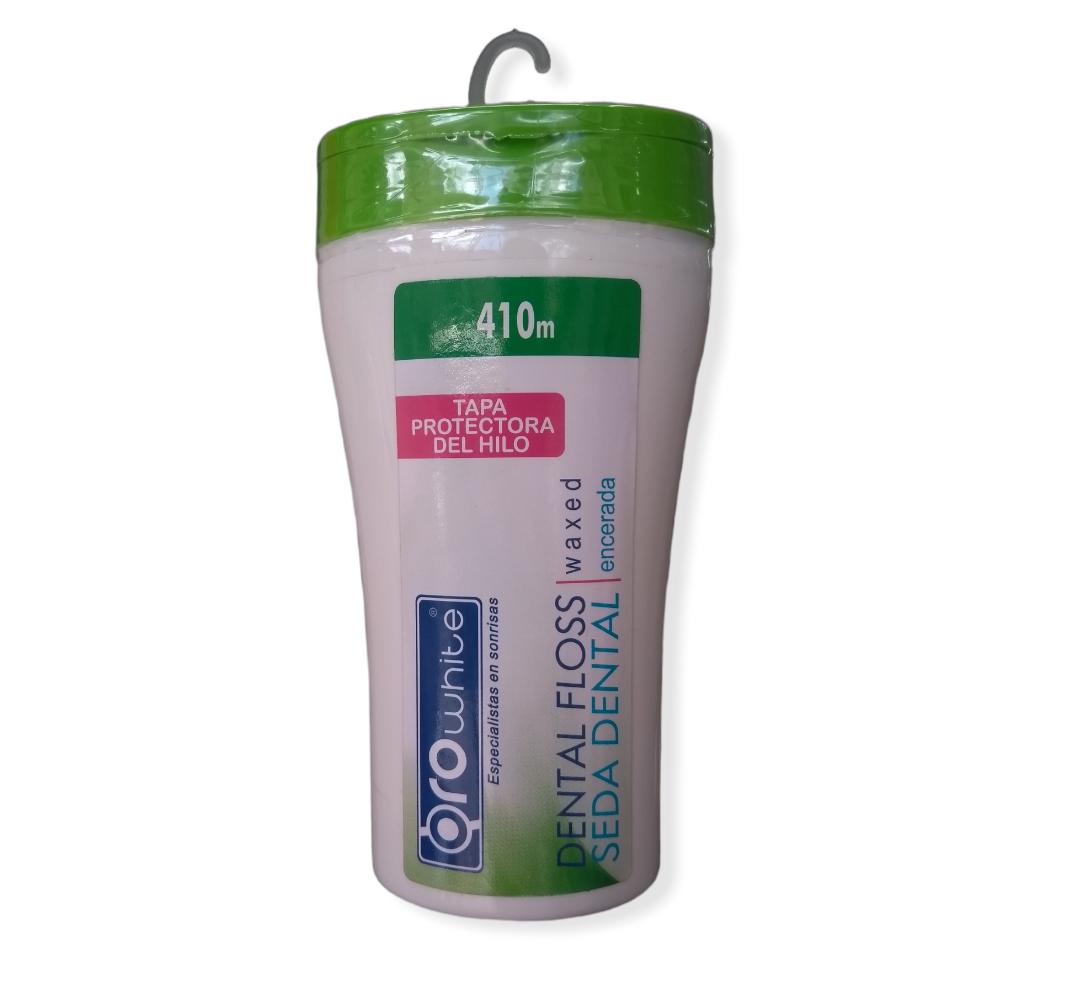 410m
TAPA
PROTECTORA
DEL HILO
orowhite®
Especialistas en sonrisas
DENTAL FLOSS | waxed
SEDA DENTAL | encerada